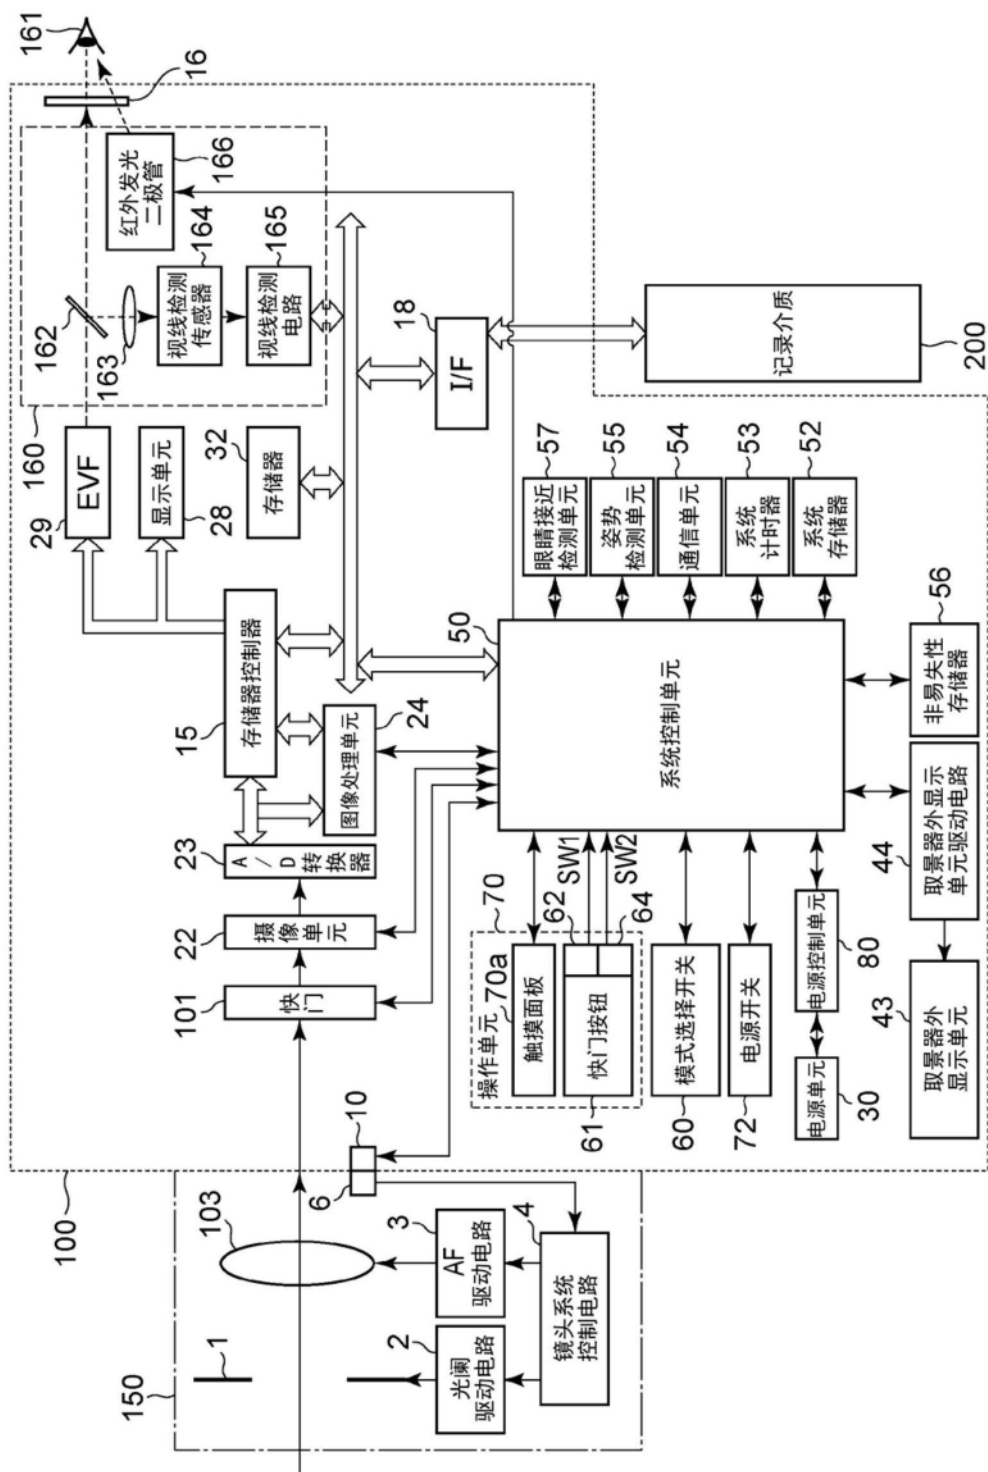 100
150
1
103
光阑
驱动电路
2
AF
驱动电路
3
镜头系统
控制电路
4
6
10
快门
101
摄像单元
22
A/D转换器
23
存储器控制器
15
图像处理单元
24
EVF
29
显示单元
28
存储器
32
160
162
163
视线检测
传感器
164
视线检测
电路
165
红外发光
二极管
166
16
161
I/F
18
记录介质
200
系统控制单元
50
眼睛接近
检测单元
57
姿势
检测单元
55
通信单元
54
系统
计时器
53
系统
存储器
52
非易失性
存储器
56
操作单元
70
70a
触摸面板
快门按钮
61
62
SW1
64
SW2
模式选择开关
60
电源开关
72
电源控制单元
80
电源单元
30
取景器外显示
单元驱动电路
44
取景器外
显示单元
43